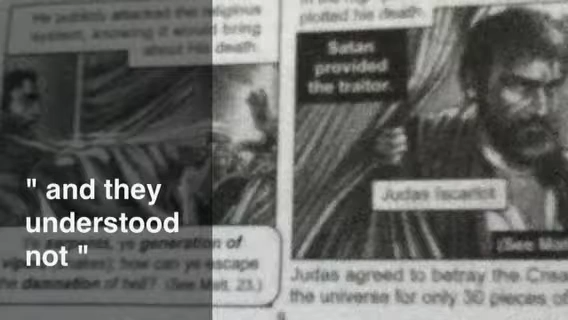 He publicly attacked the religious
system, knowing it would bring
about His death.
" and they
understood
not "
ye generation of
how can ye escape
the damnation of hell? (See Matt. 23.)
plotted his death.
Satan
provided
the traitor.
Judas Iscariot
(See Mat
Judas agreed to betray the Crea
the universe for only 30 pieces of